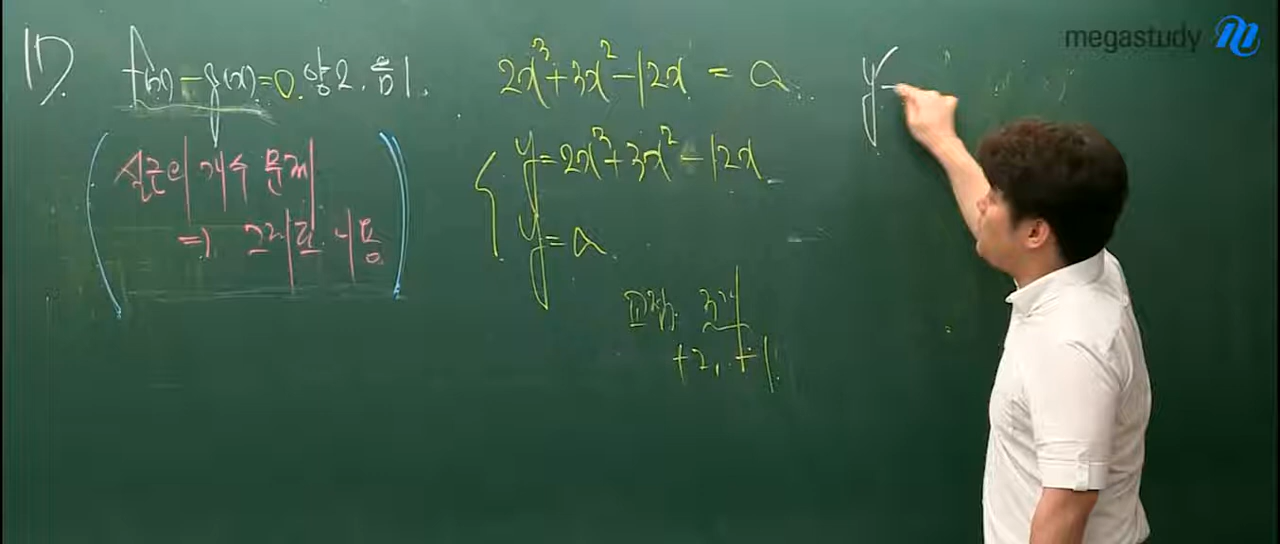 megastudy
17). f(x) - g(x) = 0. 양2, 음1.
실근의 개수 문제
⇒ 그래프 내용
2x³+3x²-12x = a
y=2x³+3x²-12x
y=a
교점 3개
+2, -1
y'